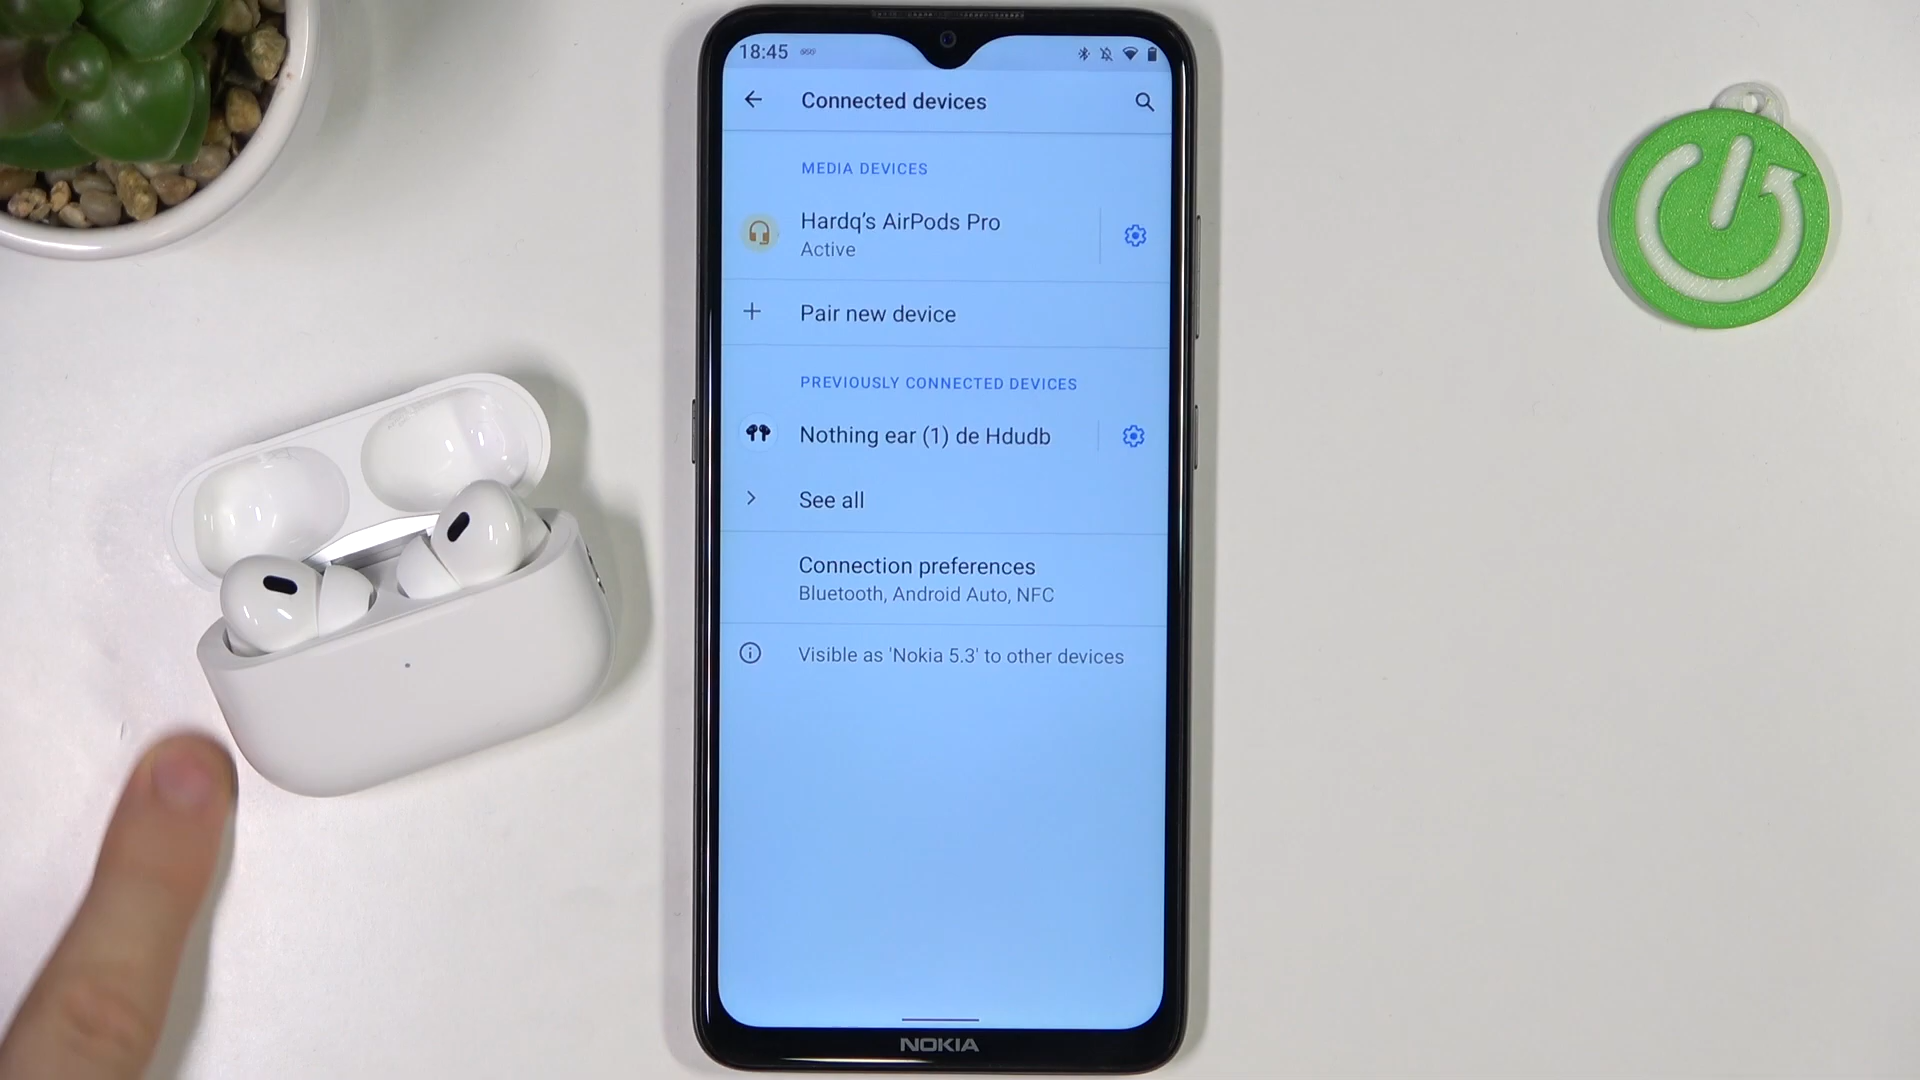 18:45
Connected devices
MEDIA DEVICES
Hardq's AirPods Pro
Active
Pair new device
PREVIOUSLY CONNECTED DEVICES
Nothing ear (1) de Hdudb
See all
Connection preferences
Bluetooth, Android Auto, NFC
Visible as 'Nokia 5.3' to other devices
NOKIA